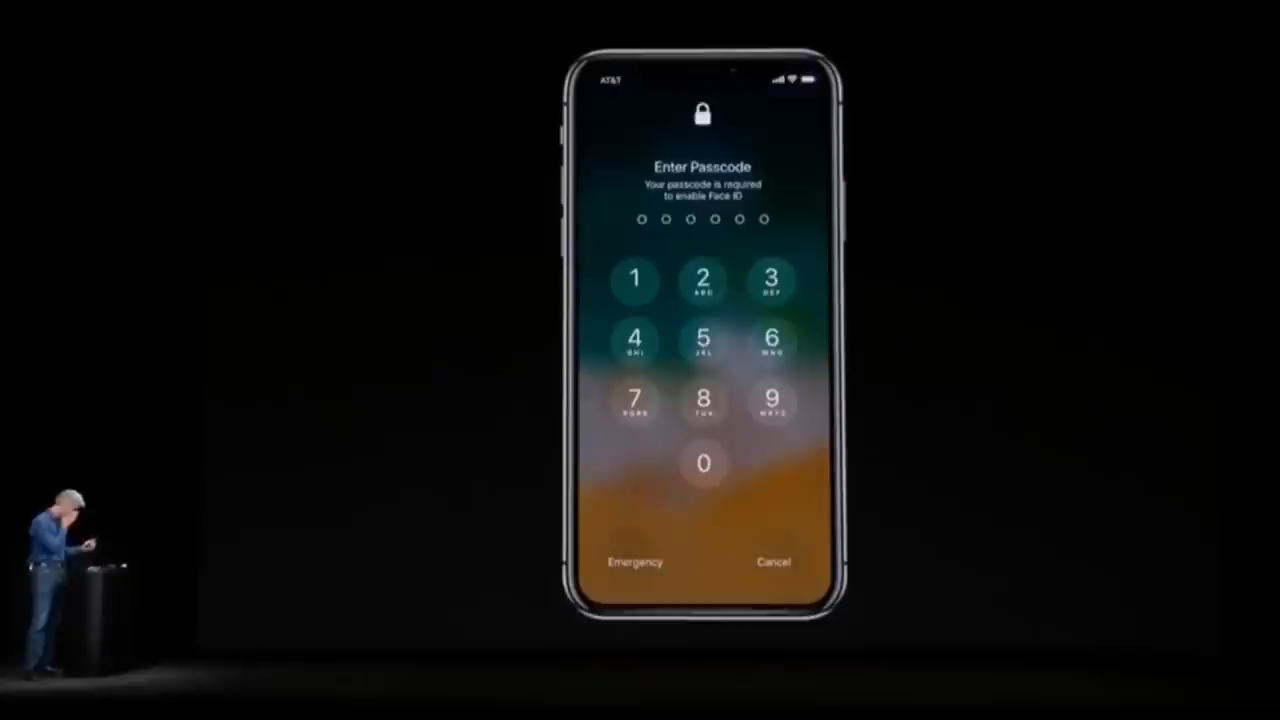 AT&T
Enter Passcode
Your passcode is required
to enable Face ID
1 2 3
ABC DEF
4 5 6
GHI JKL MNO
7 8 9
PQRS TUV WXYZ
0
Emergency Cancel